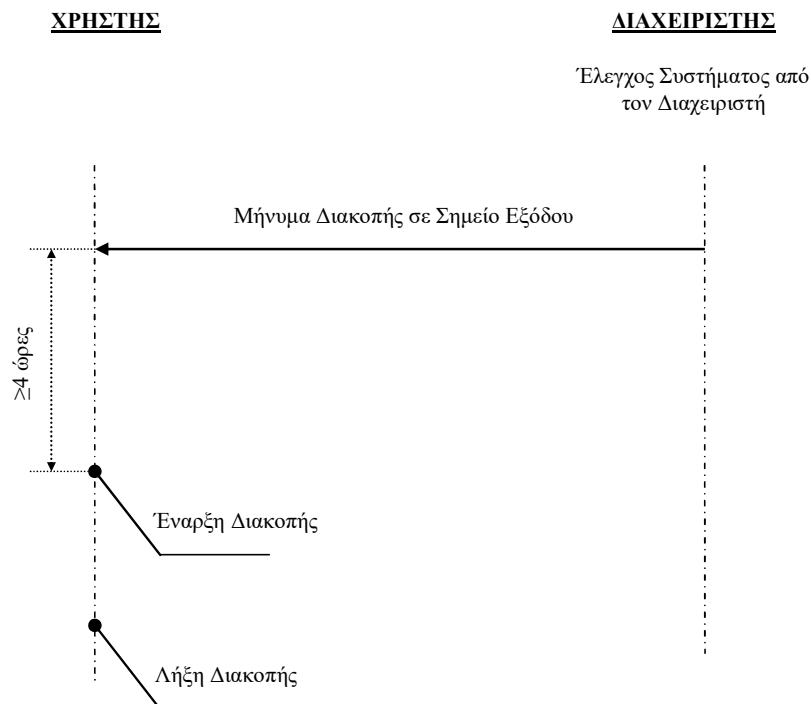 ΧΡΗΣΤΗΣ
ΔΙΑΧΕΙΡΙΣΤΗΣ
Έλεγχος Συστήματος από
τον Διαχειριστή
Μήνυμα Διακοπής σε Σημείο Εξόδου
≥4 ώρες
Έναρξη Διακοπής
Λήξη Διακοπής